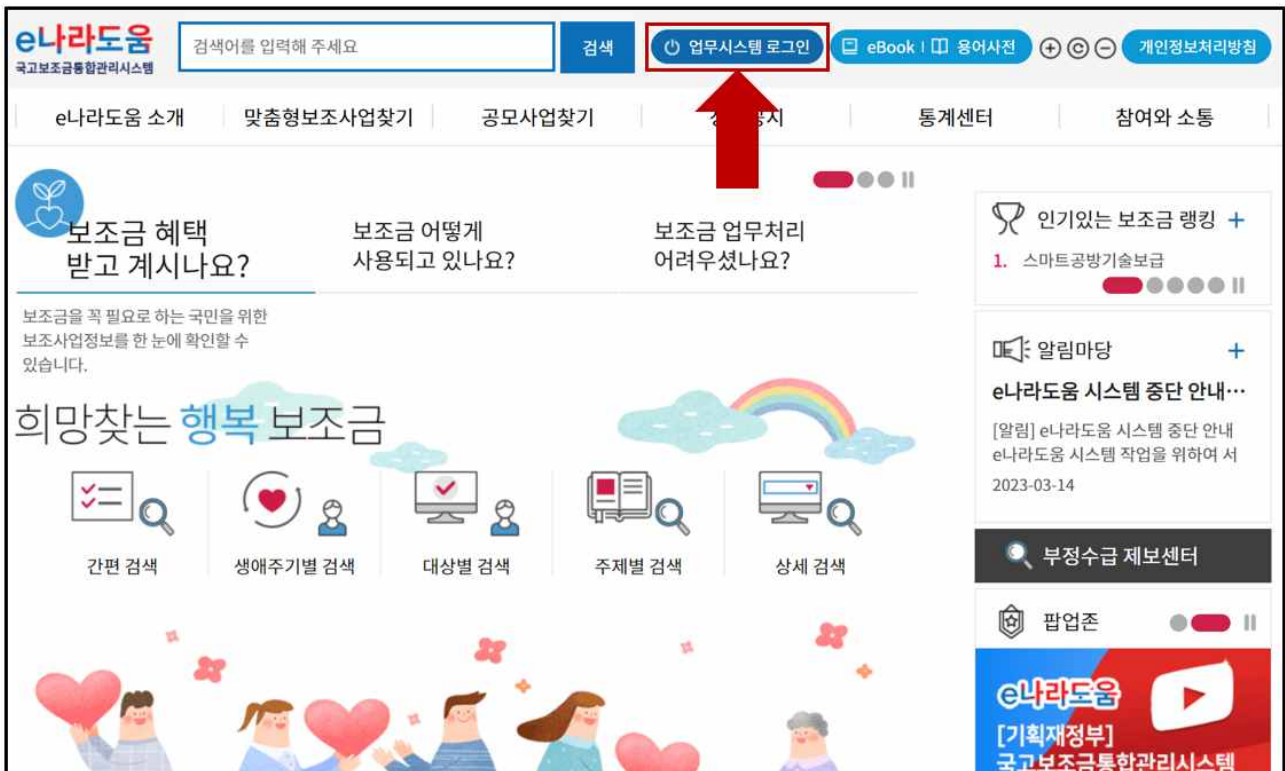 e나라도움
국고보조금통합관리시스템
검색어를 입력해 주세요
검색
업무시스템 로그인
eBook | 용어사전
개인정보처리방침
e나라도움 소개
맞춤형보조사업찾기
공모사업찾기
통계센터
참여와 소통
보조금 혜택
받고 계시나요?
보조금 어떻게
사용되고 있나요?
보조금 업무처리
어려우셨나요?
보조금을 꼭 필요로 하는 국민을 위한
보조사업정보를 한 눈에 확인할 수
있습니다.
희망찾는 행복 보조금
간편 검색
생애주기별 검색
대상별 검색
주제별 검색
상세 검색
인기있는 보조금 랭킹 +
1. 스마트공방기술보급
알림마당 +
e나라도움 시스템 중단 안내…
[알림] e나라도움 시스템 중단 안내
e나라도움 시스템 작업을 위하여 서
2023-03-14
부정수급 제보센터
팝업존
e나라도움
[기획재정부]
국고보조금통합관리시스템